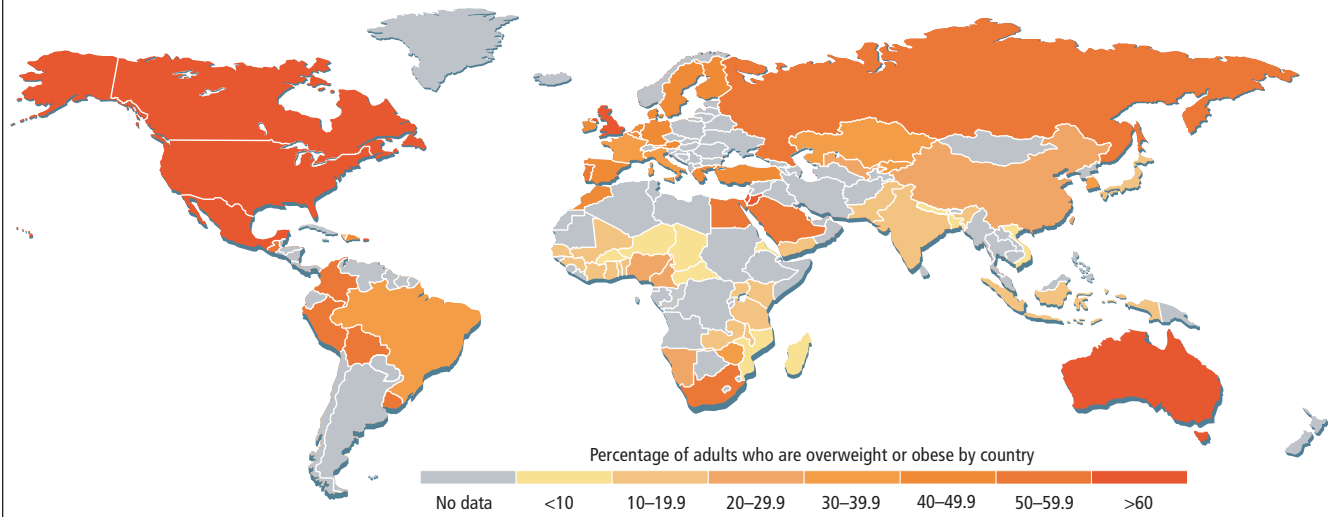 Percentage of adults who are overweight or obese by country
No data <10 10–19.9 20–29.9 30–39.9 40–49.9 50–59.9 >60